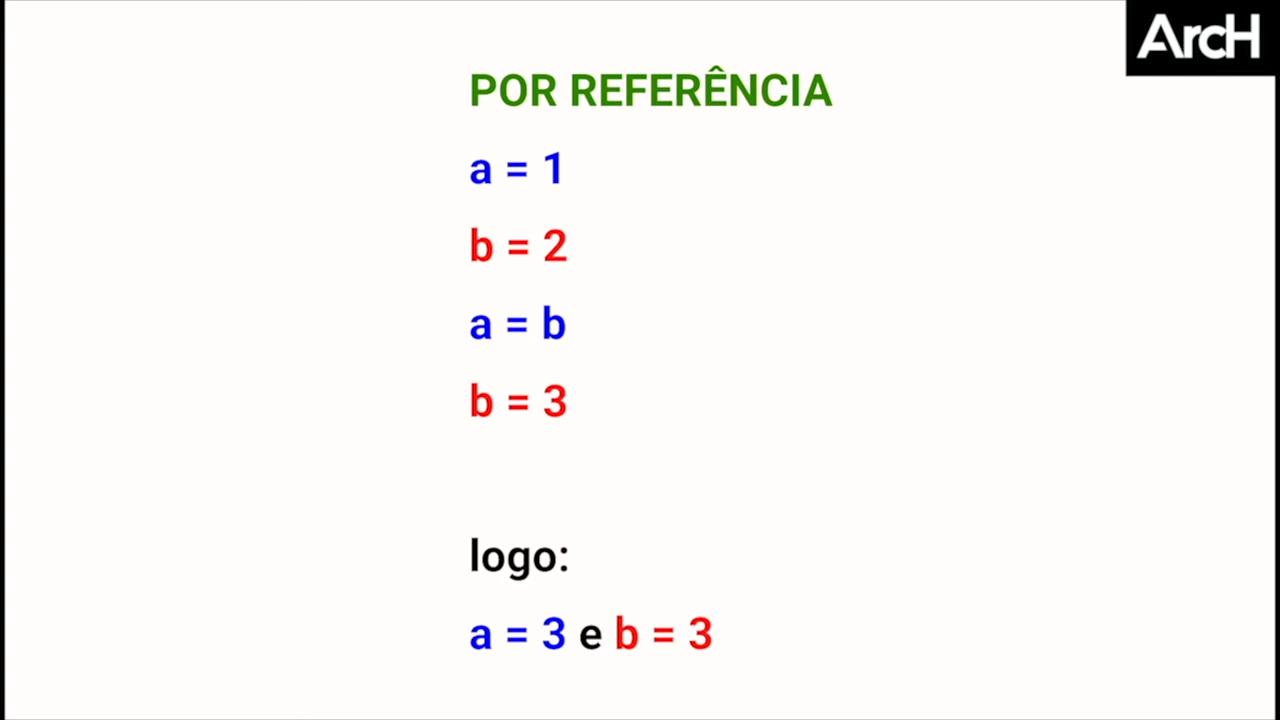 ArcH
POR REFERÊNCIA
a = 1
b = 2
a = b
b = 3
logo:
a = 3 e b = 3